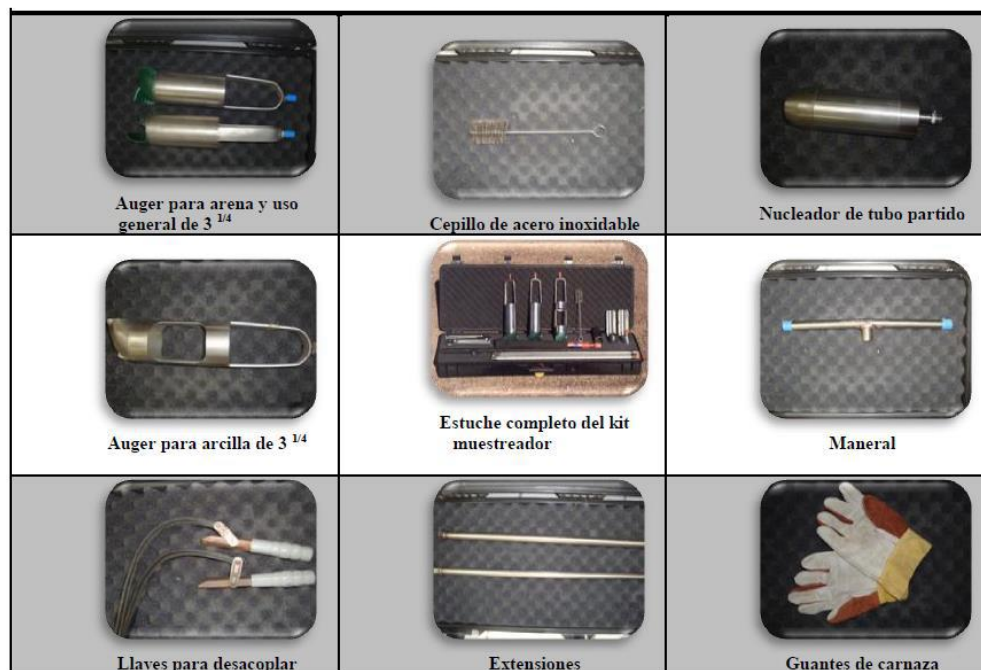 Auger para arena y uso
general de 3 1/4
Cepillo de acero inoxidable
Nucleador de tubo partido
Auger para arcilla de 3 1/4
Estuche completo del kit
muestreador
Maneral
Llaves para desacoplar
Extensiones
Guantes de carnaza